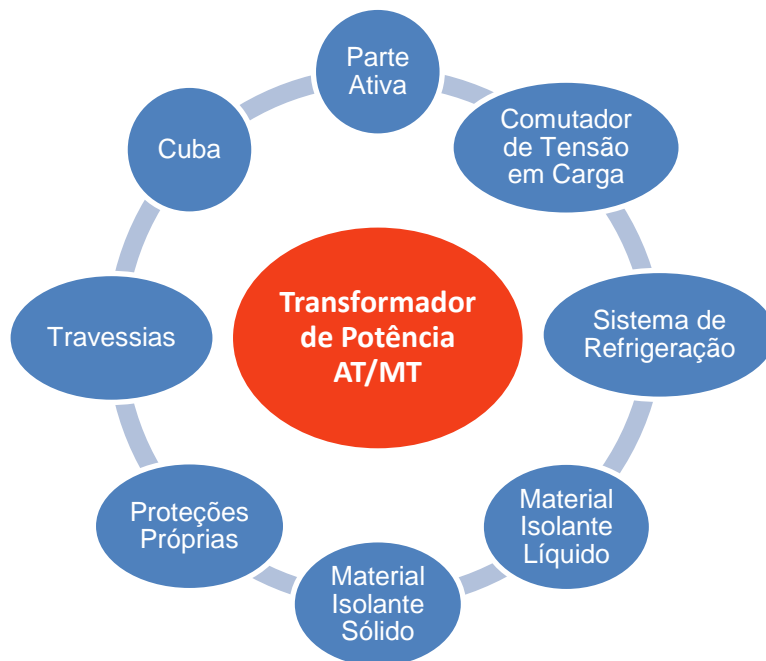 Parte
Ativa
Comutador
de Tensão
em Carga
Sistema de
Refrigeração
Material
Isolante
Líquido
Material
Isolante
Sólido
Proteções
Próprias
Travessias
Cuba
Transformador
de Potência
AT/MT